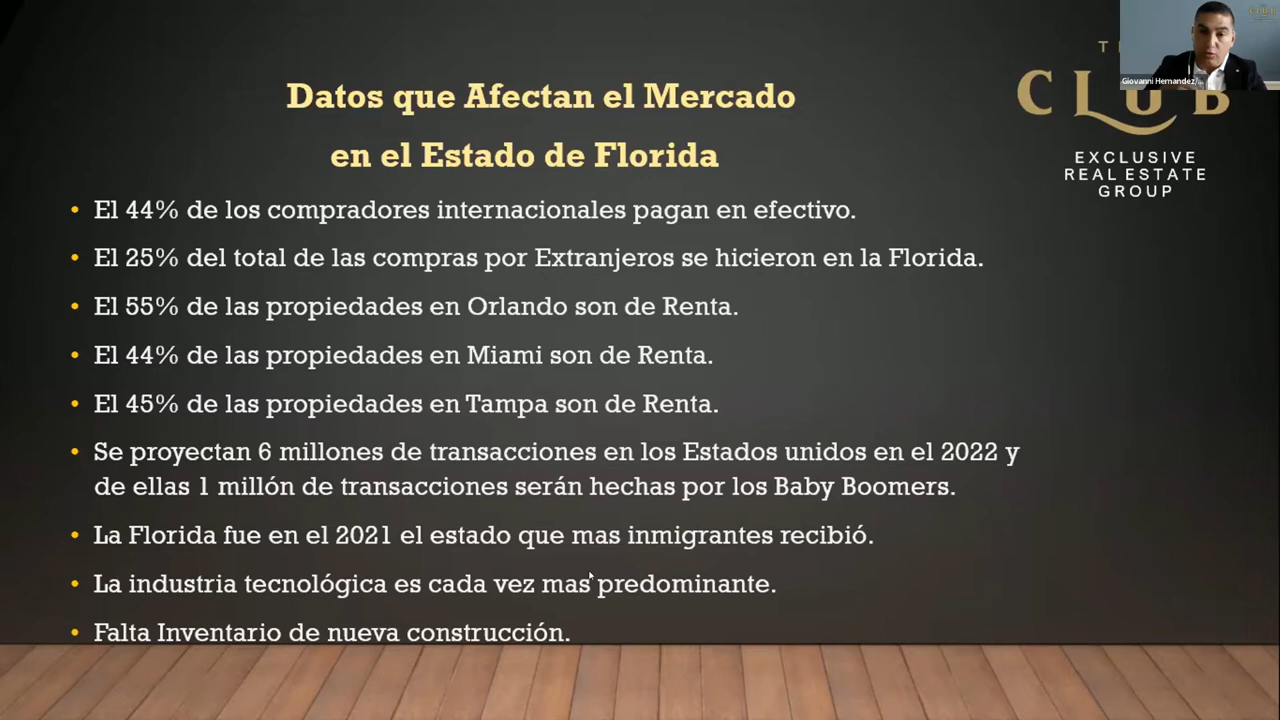 Datos que Afectan el Mercado
en el Estado de Florida
• El 44% de los compradores internacionales pagan en efectivo.
• El 25% del total de las compras por Extranjeros se hicieron en la Florida.
• El 55% de las propiedades en Orlando son de Renta.
• El 44% de las propiedades en Miami son de Renta.
• El 45% de las propiedades en Tampa son de Renta.
• Se proyectan 6 millones de transacciones en los Estados unidos en el 2022 y
de ellas 1 millón de transacciones serán hechas por los Baby Boomers.
• La Florida fue en el 2021 el estado que mas inmigrantes recibió.
• La industria tecnológica es cada vez mas predominante.
• Falta Inventario de nueva construcción.
Giovanni Hernandez
CLUB
EXCLUSIVE
REAL ESTATE
GROUP